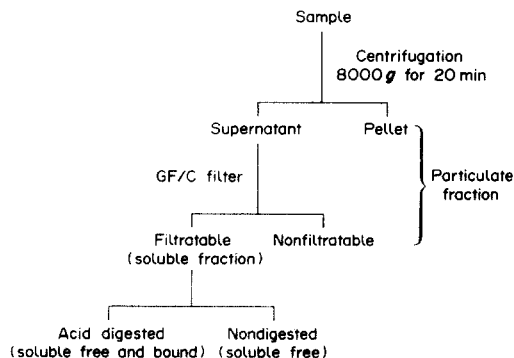 Sample
Centrifugation
8000 g for 20 min
Supernatant
Pellet
GF/C filter
Particulate
fraction
Filtratable
(soluble fraction)
Nonfiltratable
Acid digested
(soluble free and bound)
Nondigested
(soluble free)